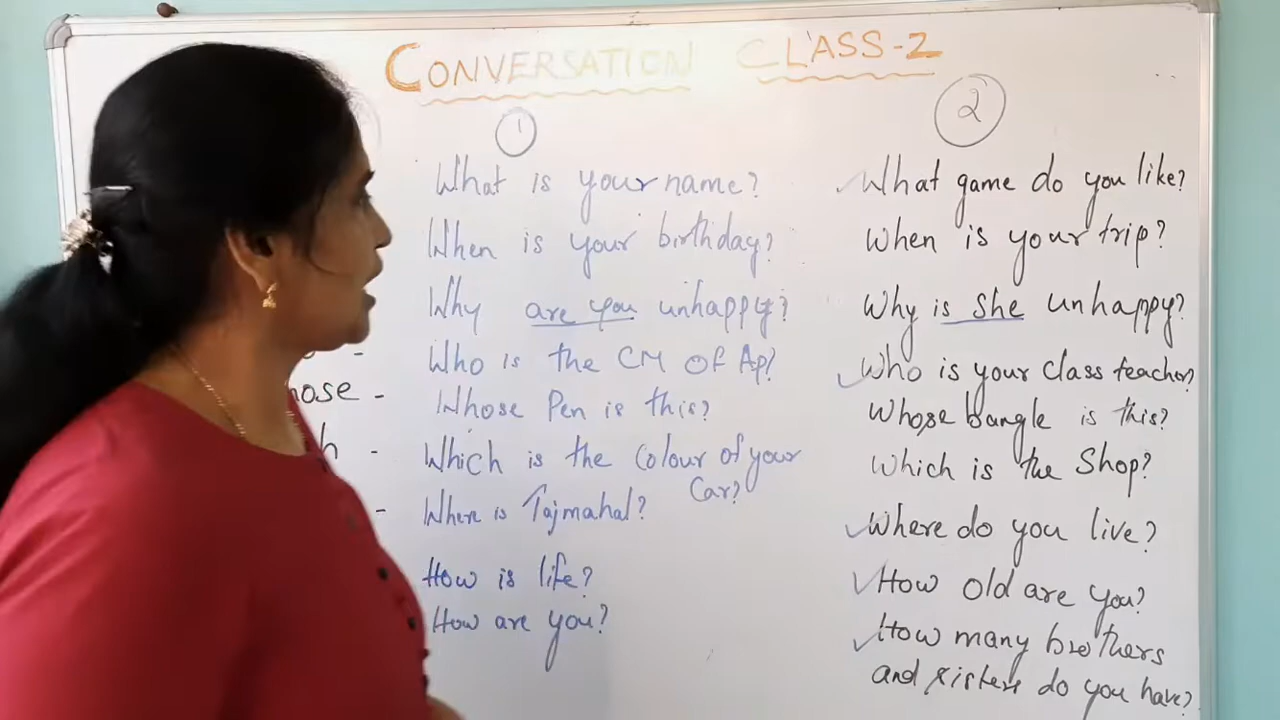 CONVERSATION CLASS-2
1
What is your name?
When is your birthday?
Why are you unhappy?
Who is the CM of Ap?
Whose Pen is this?
Which is the Colour of your
Car?
Where is Tajmahal?
How is life?
How are you?
2
What game do you like?
When is your trip?
Why is she unhappy?
Who is your class teacher?
Whose bangle is this?
Which is the Shop?
Where do you live?
How old are you?
How many brothers
and sisters do you have?